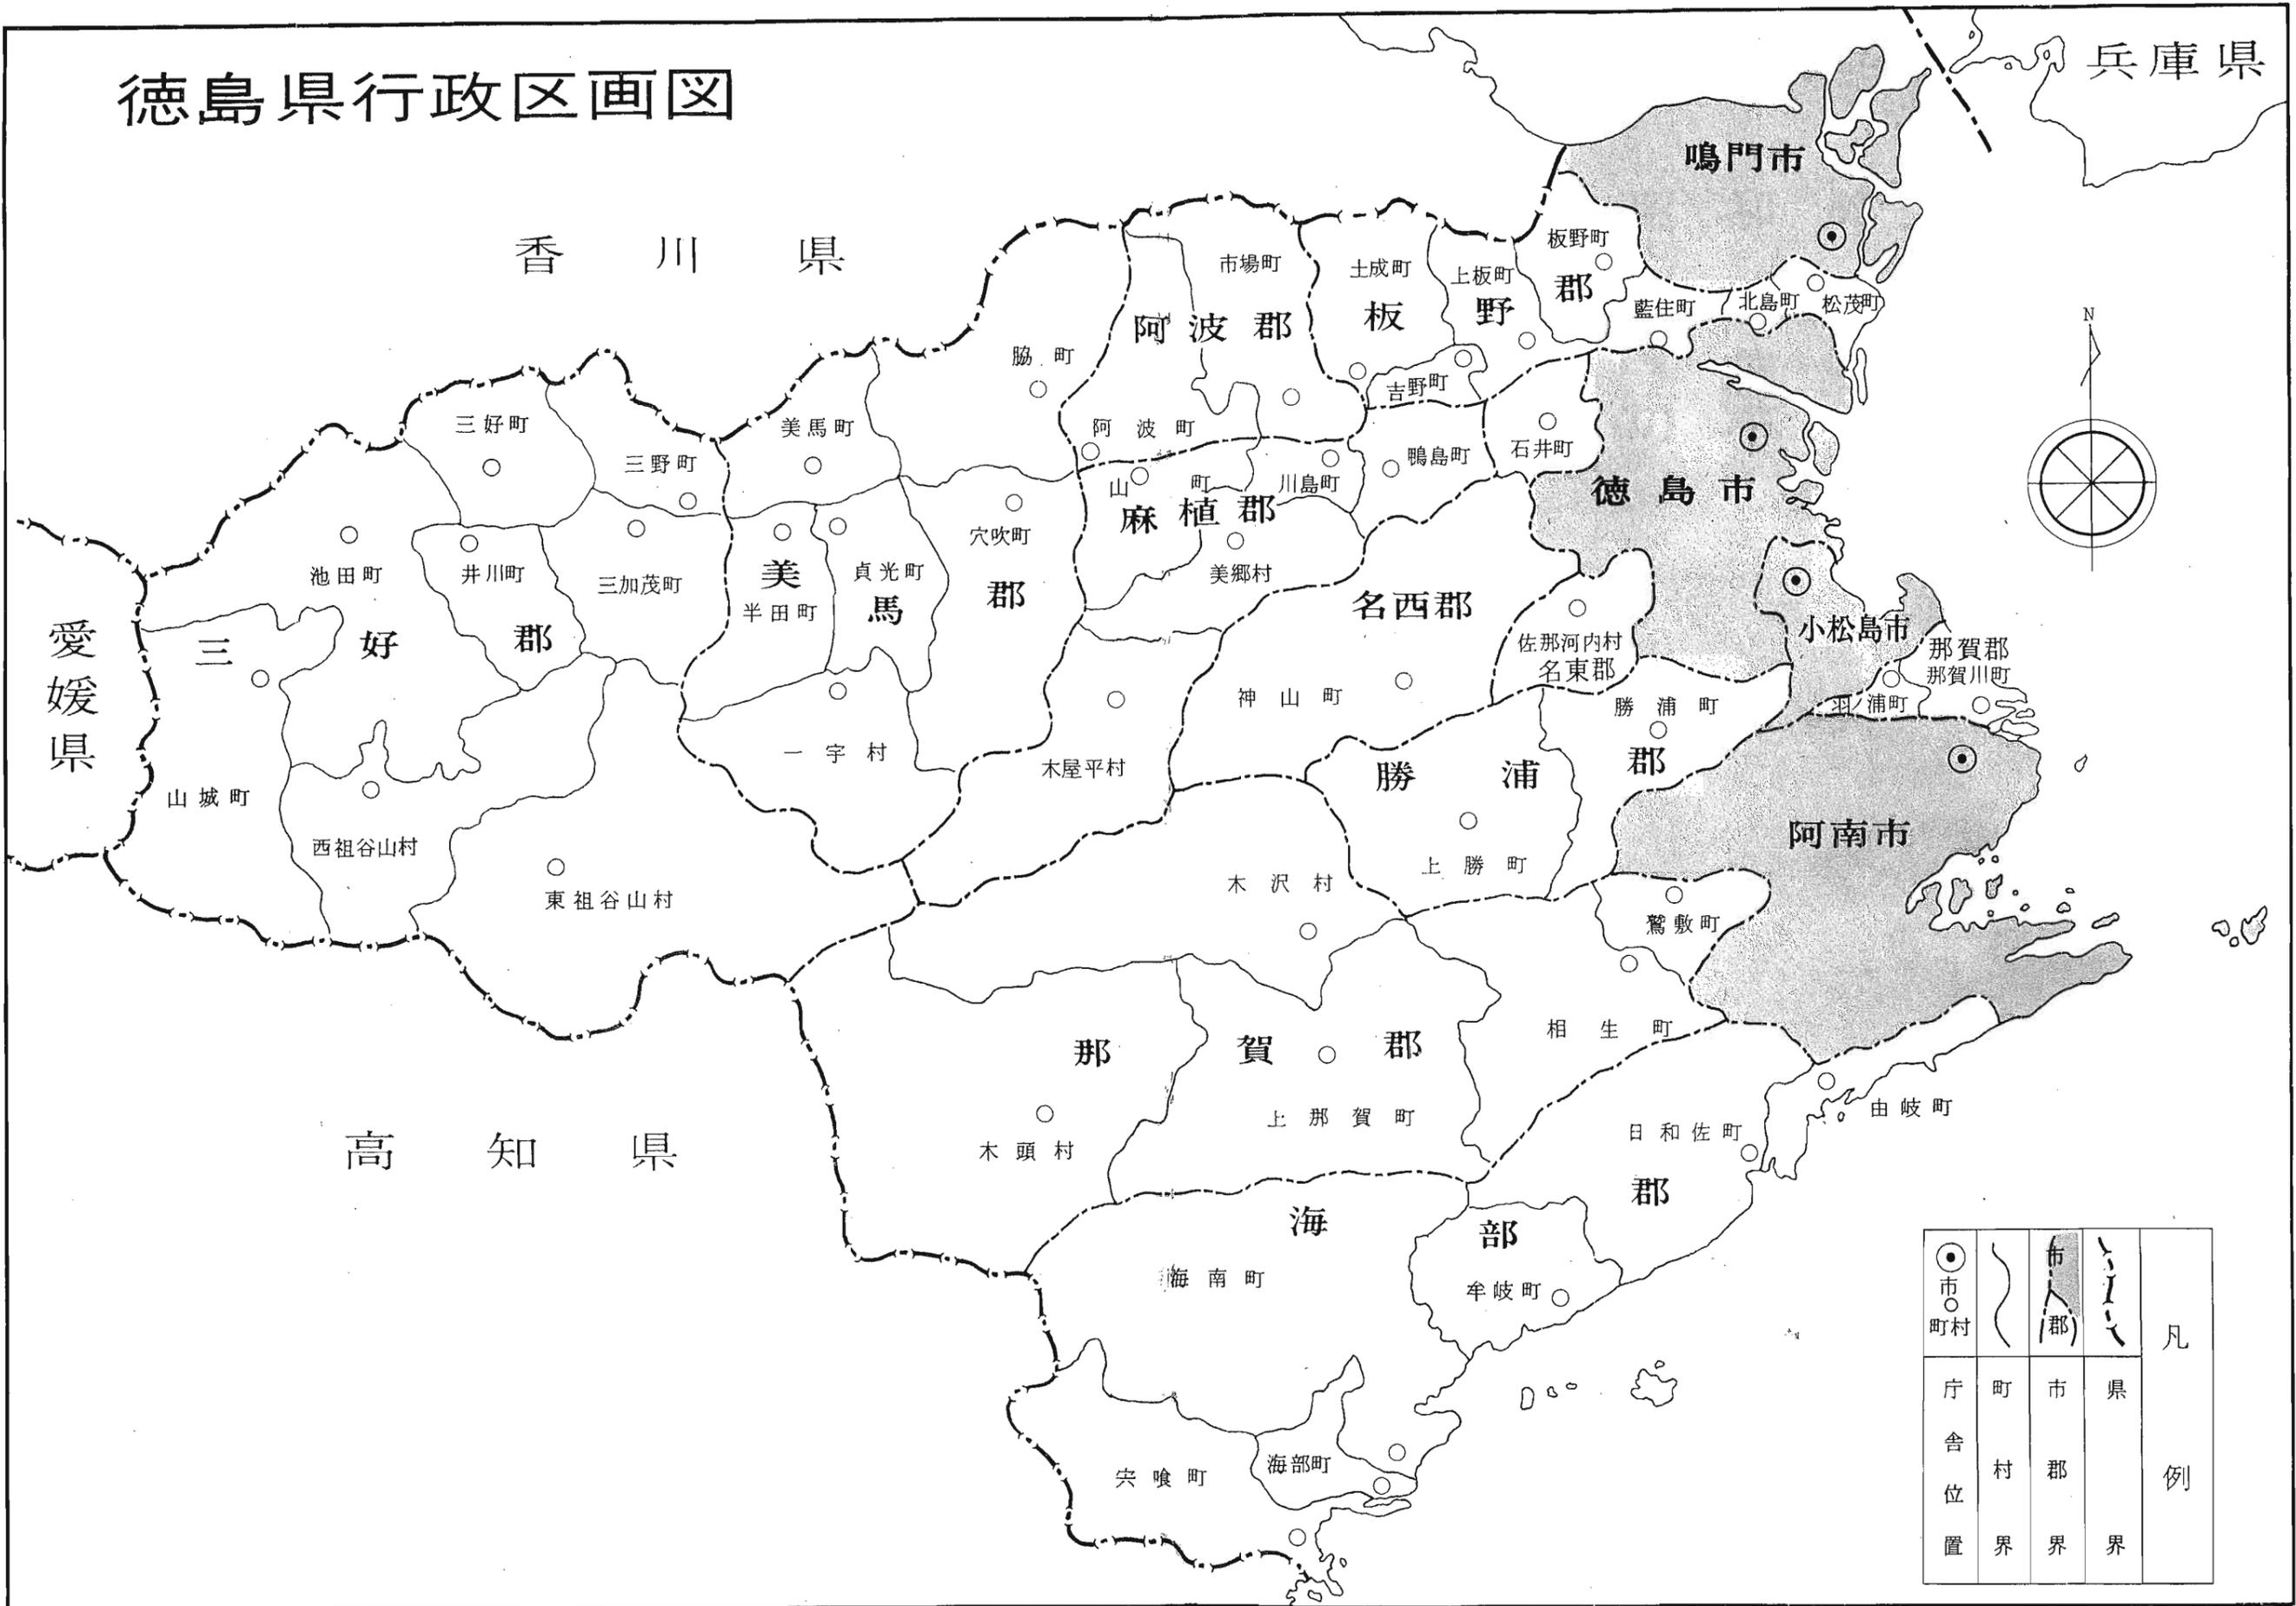 徳島県行政区画図
兵庫県
香川県
愛媛県
高知県
N
鳴門市
徳島市
小松島市
阿南市
板野郡
板野町
上板町
土成町
吉野町
藍住町
北島町
松茂町
阿波郡
市場町
阿波町
麻植郡
山 町
川島町
鴨島町
美郷村
名西郡
石井町
神山町
佐那河内村
名東郡
美馬郡
脇町
美馬町
半田町
貞光町
穴吹町
一宇村
木屋平村
三好郡
三好町
三野町
池田町
井川町
三加茂町
山城町
西祖谷山村
東祖谷山村
勝浦郡
勝浦町
上勝町
那賀郡
那賀川町
羽ノ浦町
那賀郡
鷲敷町
相生町
木沢村
上那賀町
木頭村
海部郡
由岐町
日和佐町
牟岐町
海南町
海部町
宍喰町
凡例
県界
市
郡
市郡界
町村界
市
町村
庁舎位置